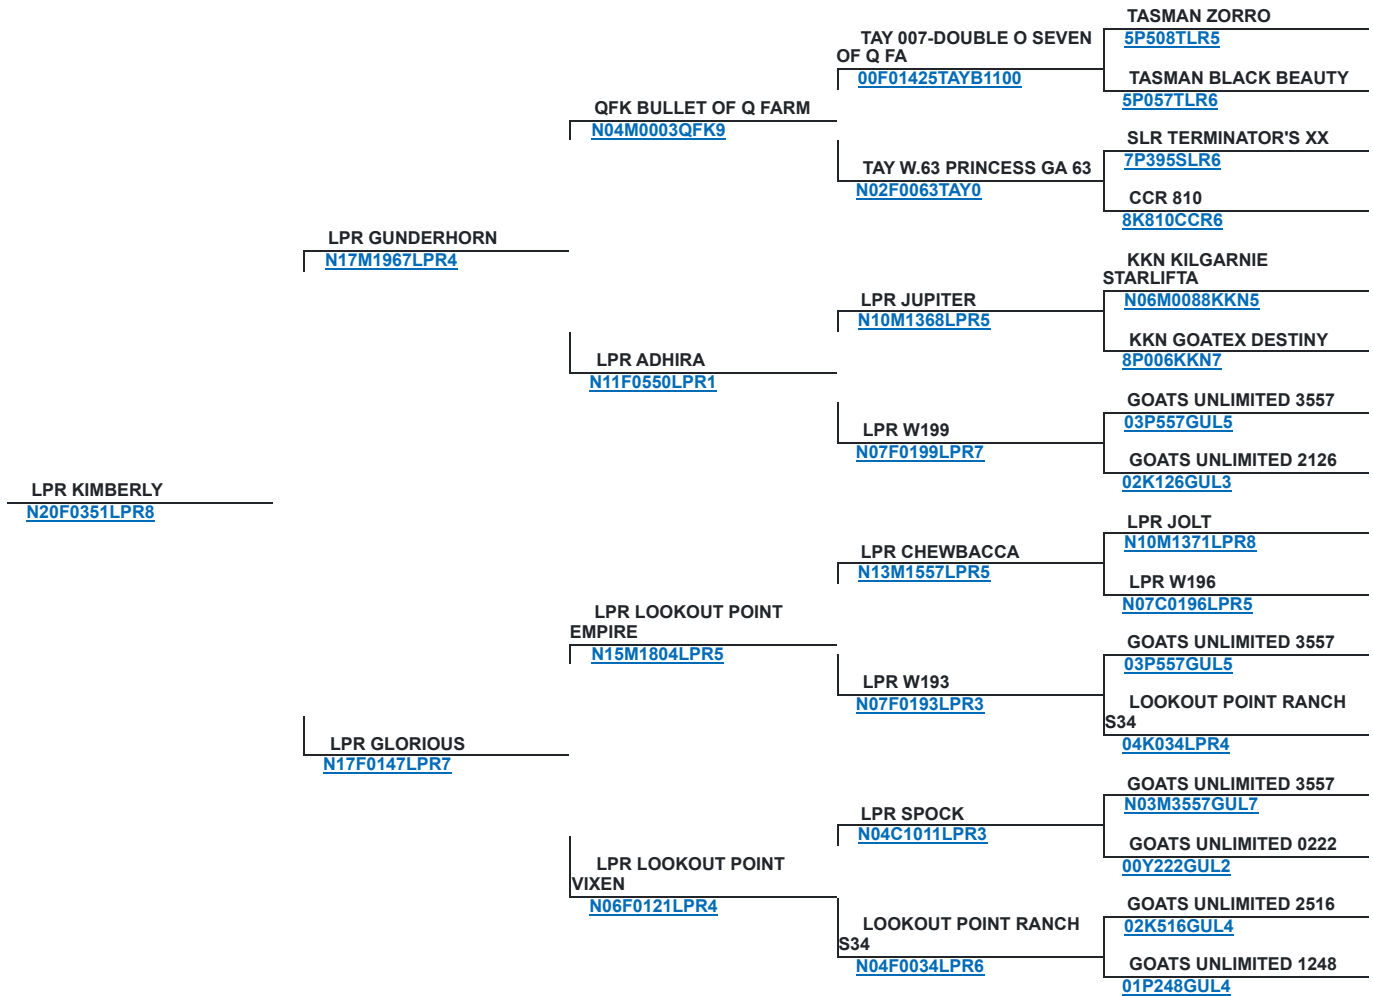 TASMAN ZORRO
5P508TLR5
TAY 007-DOUBLE O SEVEN
OF Q FA
00F01425TAYB1100
TASMAN BLACK BEAUTY
5P057TLR6
QFK BULLET OF Q FARM
N04M0003QFK9
SLR TERMINATOR'S XX
7P395SLR6
TAY W.63 PRINCESS GA 63
N02F0063TAY0
CCR 810
8K810CCR6
LPR GUNDERHORN
N17M1967LPR4
KKN KILGARNIE
STARLIFTA
N06M0088KKN5
LPR JUPITER
N10M1368LPR5
KKN GOATEX DESTINY
8P006KKN7
LPR ADHIRA
N11F0550LPR1
GOATS UNLIMITED 3557
03P557GUL5
LPR W199
N07F0199LPR7
GOATS UNLIMITED 2126
02K126GUL3
LPR KIMBERLY
N20F0351LPR8
LPR JOLT
N10M1371LPR8
LPR CHEWBACCA
N13M1557LPR5
LPR W196
N07C0196LPR5
LPR LOOKOUT POINT
EMPIRE
N15M1804LPR5
GOATS UNLIMITED 3557
03P557GUL5
LPR W193
N07F0193LPR3
LOOKOUT POINT RANCH
S34
04K034LPR4
LPR GLORIOUS
N17F0147LPR7
GOATS UNLIMITED 3557
N03M3557GUL7
LPR SPOCK
N04C1011LPR3
GOATS UNLIMITED 0222
00Y222GUL2
LPR LOOKOUT POINT
VIXEN
N06F0121LPR4
GOATS UNLIMITED 2516
02K516GUL4
LOOKOUT POINT RANCH
S34
N04F0034LPR6
GOATS UNLIMITED 1248
01P248GUL4